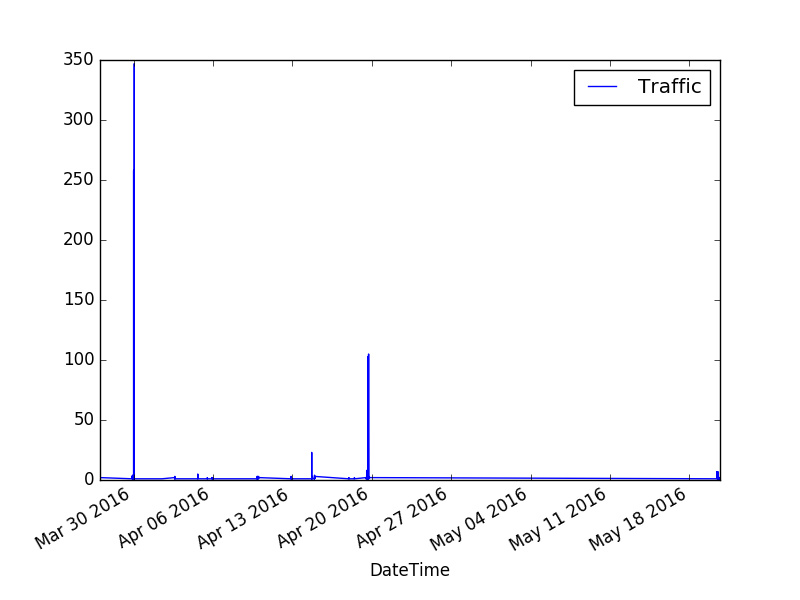 350
300
250
200
150
100
50
0
Traffic
Mar 30 2016
Apr 06 2016
Apr 13 2016
Apr 20 2016
Apr 27 2016
May 04 2016
May 11 2016
May 18 2016
DateTime